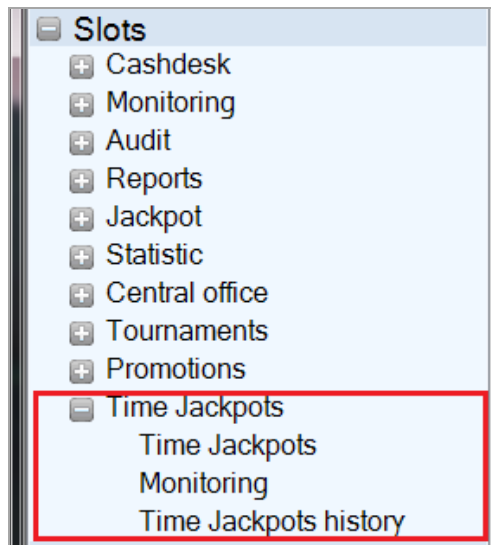 Slots
Cashdesk
Monitoring
Audit
Reports
Jackpot
Statistic
Central office
Tournaments
Promotions
Time Jackpots
Time Jackpots
Monitoring
Time Jackpots history